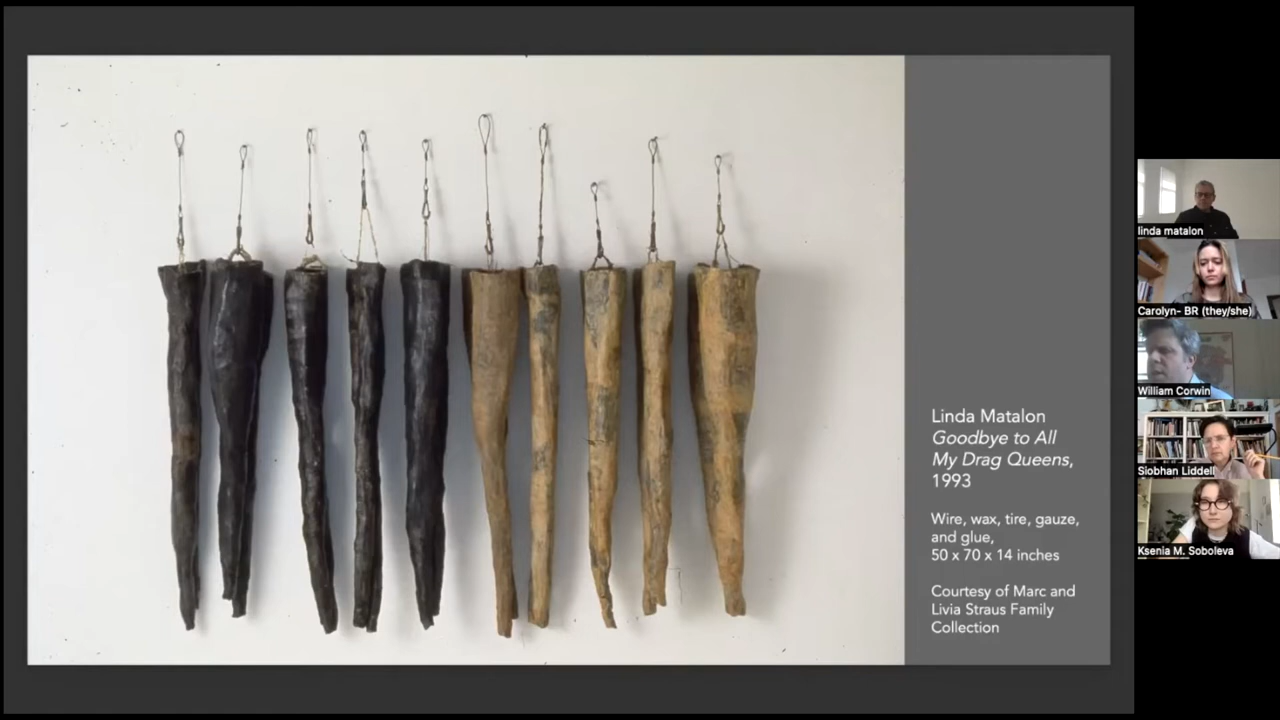 Linda Matalon
Goodbye to All
My Drag Queens,
1993
Wire, wax, tire, gauze,
and glue,
50 x 70 x 14 inches
Courtesy of Marc and
Livia Straus Family
Collection
linda matalon
Carolyn- BR (they/she)
William Corwin
Siobhan Liddell
Ksenia M. Soboleva